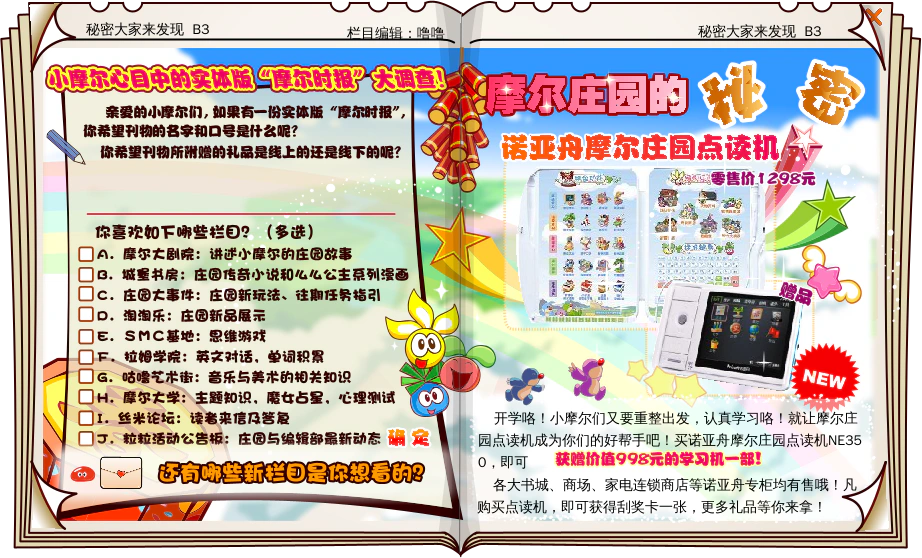 秘密大家来发现 B3
栏目编辑：噜噜
小摩尔心目中的实体版“摩尔时报”大调查！
亲爱的小摩尔们，如果有一份实体版“摩尔时报”，
你希望刊物的名字和口号是什么呢？
你希望刊物所附赠的礼品是线上的还是线下的呢？
你喜欢如下哪些栏目？（多选）
A．摩尔大剧院：讲述小摩尔的庄园故事
B．城堡书房：庄园传奇小说和么么公主系列漫画
C．庄园大事件：庄园新玩法、往期任务指引
D．淘淘乐：庄园新品展示
E．SMC基地：思维游戏
F．拉姆学院：英文对话，单词积累
G．咕噜艺术街：音乐与美术的相关知识
H．摩尔大学：主题知识，魔女占星，心理测试
I．丝米论坛：读者来信及答复
J．拉拉活动公告板：庄园与编辑部最新动态
确 定
还有哪些新栏目是你想看的？
秘密大家来发现 B3
摩尔庄园的 秘 密
诺亚舟摩尔庄园点读机
零售价1298元
赠品
NEW
开学咯！小摩尔们又要重整出发，认真学习咯！就让摩尔庄
园点读机成为你们的好帮手吧！买诺亚舟摩尔庄园点读机NE35
0，即可 获赠价值998元的学习机一部！
各大书城、商场、家电连锁商店等诺亚舟专柜均有售哦！凡
购买点读机，即可获得刮奖卡一张，更多礼品等你来拿！